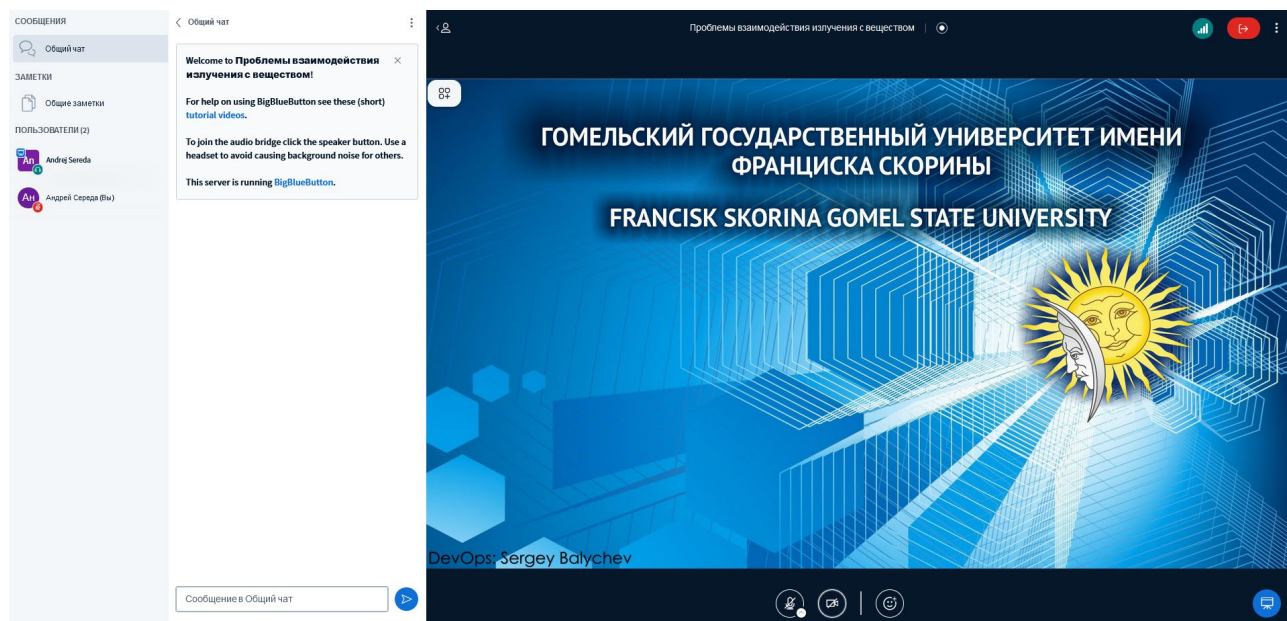 СООБЩЕНИЯ
Общий чат
ЗАМЕТКИ
Общие заметки
ПОЛЬЗОВАТЕЛИ (2)
An
Andrej Sereda
Ан
Андрей Середа (Вы)
Общий чат
Welcome to Проблемы взаимодействия
излучения с веществом!
For help on using BigBlueButton see these (short)
tutorial videos.
To join the audio bridge click the speaker button. Use a
headset to avoid causing background noise for others.
This server is running BigBlueButton.
Сообщение в Общий чат
Проблемы взаимодействия излучения с веществом
ГОМЕЛЬСКИЙ ГОСУДАРСТВЕННЫЙ УНИВЕРСИТЕТ ИМЕНИ
ФРАНЦИСКА СКОРИНЫ
FRANCISK SKORINA GOMEL STATE UNIVERSITY
DevOps: Sergey Balychev